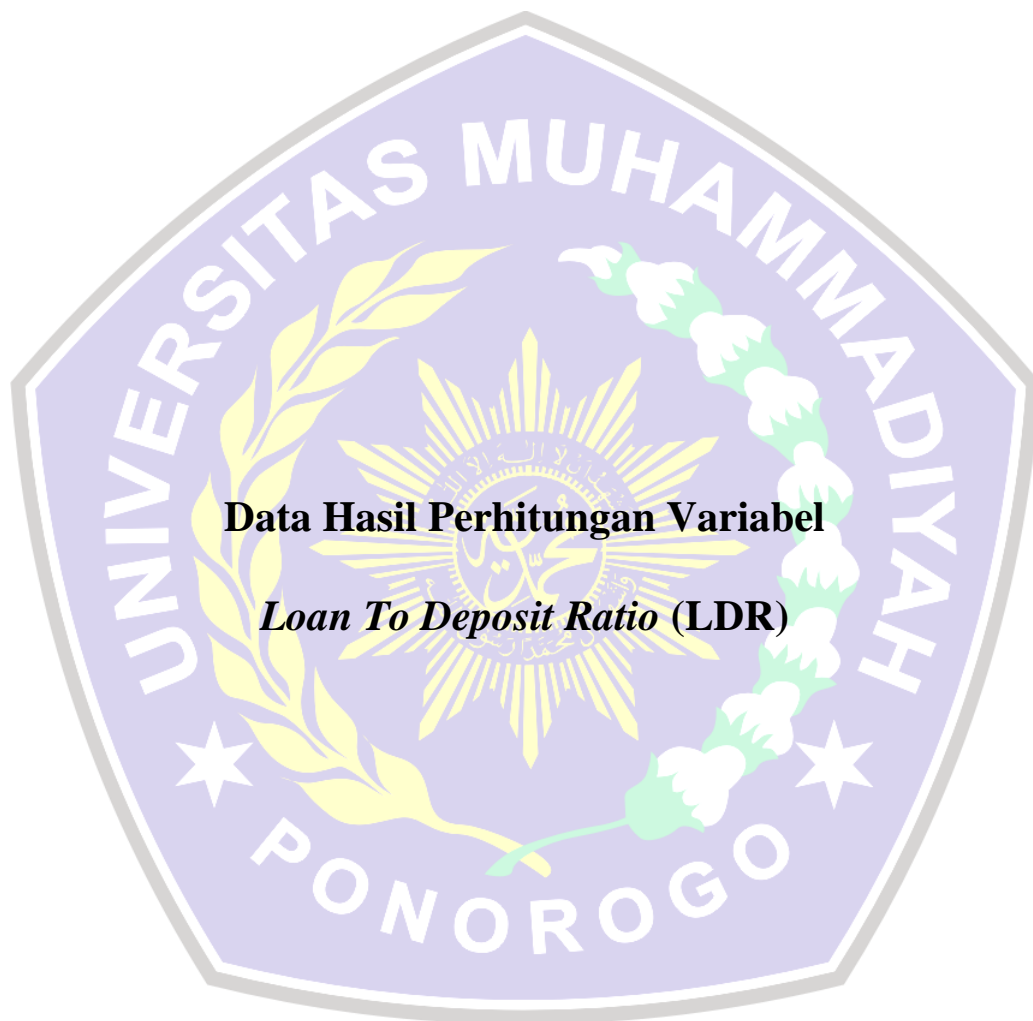 UNIVERSITAS MUHAMMADIYAH
Data Hasil Perhitungan Variabel
Loan To Deposit Ratio (LDR)
PONOROGO